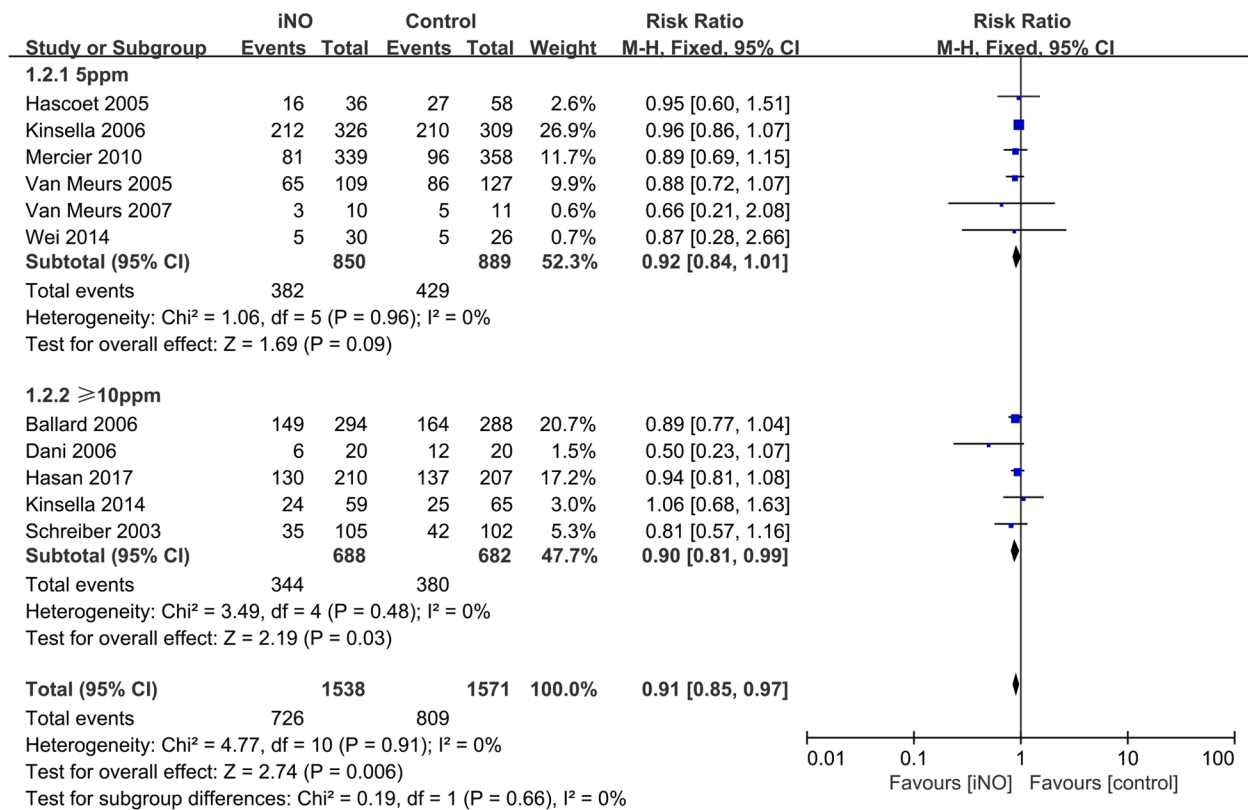 iNO Control Risk Ratio Risk Ratio
Study or Subgroup Events Total Events Total Weight M-H, Fixed, 95% CI M-H, Fixed, 95% CI
1.2.1 5ppm
Hascoet 2005 16 36 27 58 2.6% 0.95 [0.60, 1.51]
Kinsella 2006 212 326 210 309 26.9% 0.96 [0.86, 1.07]
Mercier 2010 81 339 96 358 11.7% 0.89 [0.69, 1.15]
Van Meurs 2005 65 109 86 127 9.9% 0.88 [0.72, 1.07]
Van Meurs 2007 3 10 5 11 0.6% 0.66 [0.21, 2.08]
Wei 2014 5 30 5 26 0.7% 0.87 [0.28, 2.66]
Subtotal (95% CI) 850 889 52.3% 0.92 [0.84, 1.01]
Total events 382 429
Heterogeneity: Chi² = 1.06, df = 5 (P = 0.96); I² = 0%
Test for overall effect: Z = 1.69 (P = 0.09)
1.2.2 ≥10ppm
Ballard 2006 149 294 164 288 20.7% 0.89 [0.77, 1.04]
Dani 2006 6 20 12 20 1.5% 0.50 [0.23, 1.07]
Hasan 2017 130 210 137 207 17.2% 0.94 [0.81, 1.08]
Kinsella 2014 24 59 25 65 3.0% 1.06 [0.68, 1.63]
Schreiber 2003 35 105 42 102 5.3% 0.81 [0.57, 1.16]
Subtotal (95% CI) 688 682 47.7% 0.90 [0.81, 0.99]
Total events 344 380
Heterogeneity: Chi² = 3.49, df = 4 (P = 0.48); I² = 0%
Test for overall effect: Z = 2.19 (P = 0.03)
Total (95% CI) 1538 1571 100.0% 0.91 [0.85, 0.97]
Total events 726 809
Heterogeneity: Chi² = 4.77, df = 10 (P = 0.91); I² = 0%
Test for overall effect: Z = 2.74 (P = 0.006)
Test for subgroup differences: Chi² = 0.19, df = 1 (P = 0.66), I² = 0%
0.01 0.1 1 10 100
Favours [iNO] Favours [control]